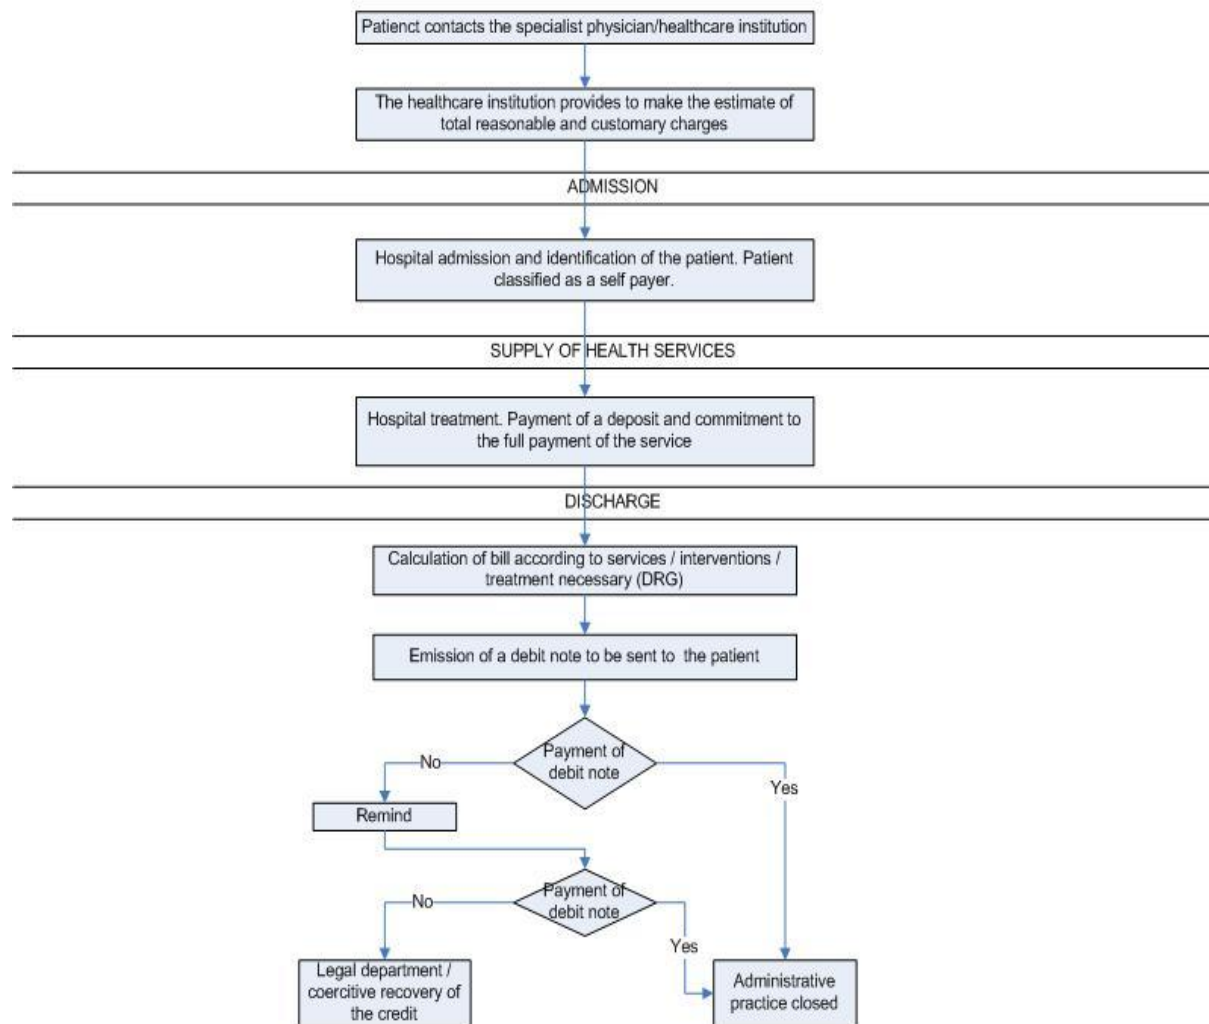 Patienct contacts the specialist physician/healthcare institution
The healthcare institution provides to make the estimate of
total reasonable and customary charges
ADMISSION
Hospital admission and identification of the patient. Patient
classified as a self payer.
SUPPLY OF HEALTH SERVICES
Hospital treatment. Payment of a deposit and commitment to
the full payment of the service
DISCHARGE
Calculation of bill according to services / interventions /
treatment necessary (DRG)
Emission of a debit note to be sent to the patient
Payment of
debit note
No
Yes
Remind
Payment of
debit note
No
Yes
Legal department /
coercitive recovery of
the credit
Administrative
practice closed